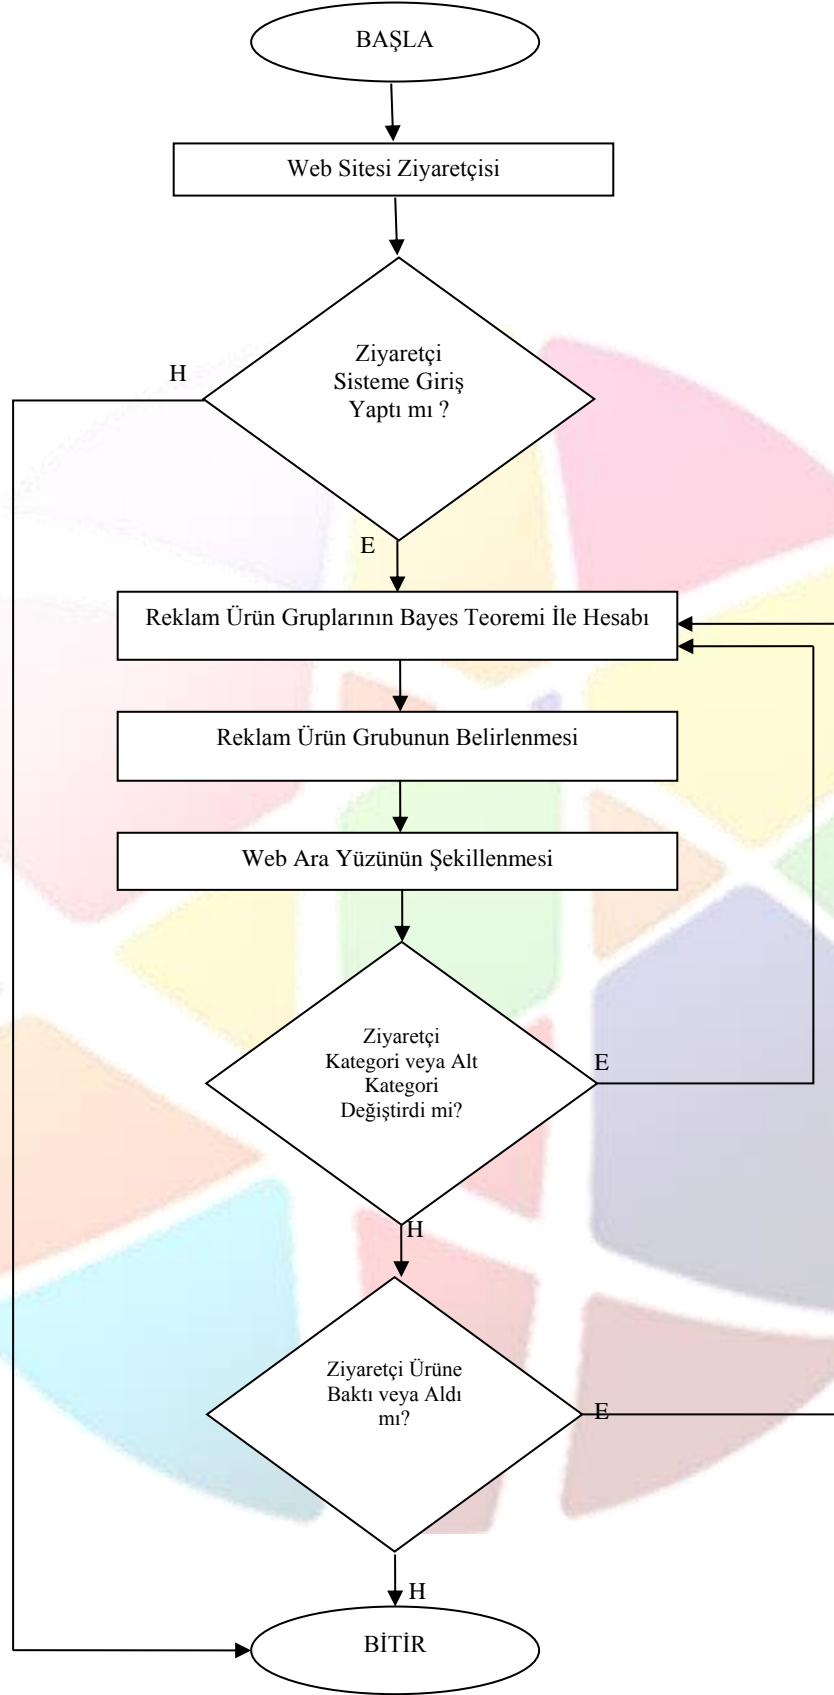 BAŞLA
Web Sitesi Ziyaretçisi
Ziyaretçi
Sisteme Giriş
Yaptı mı ?
H
E
Reklam Ürün Gruplarının Bayes Teoremi İle Hesabı
Reklam Ürün Grubunun Belirlenmesi
Web Ara Yüzünün Şekillenmesi
Ziyaretçi
Kategori veya Alt
Kategori
Değiştirdi mi?
E
H
Ziyaretçi Ürüne
Baktı veya Aldı
mı?
E
H
BİTİR